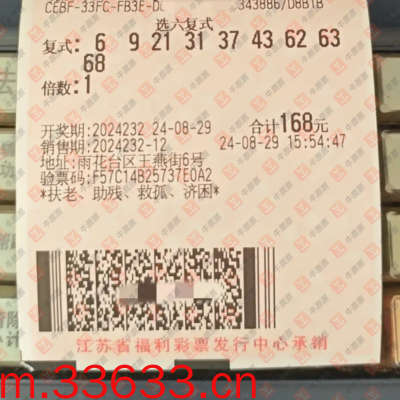 CEBF-33FC-FB3E-D
343886/D8B1B
选六复式
复式: 6 9 21 31 37 43 62 63
68
倍数:1
开奖期:2024232 24-08-29 合计168元
销售期:2024232-12 24-08-29 15:54:47
地址:雨花台区王燕街6号
验票码:F57C14B25737E0A2
*扶老、助残、救孤、济困*
江苏省福利彩票发行中心承销
m.33633.cn